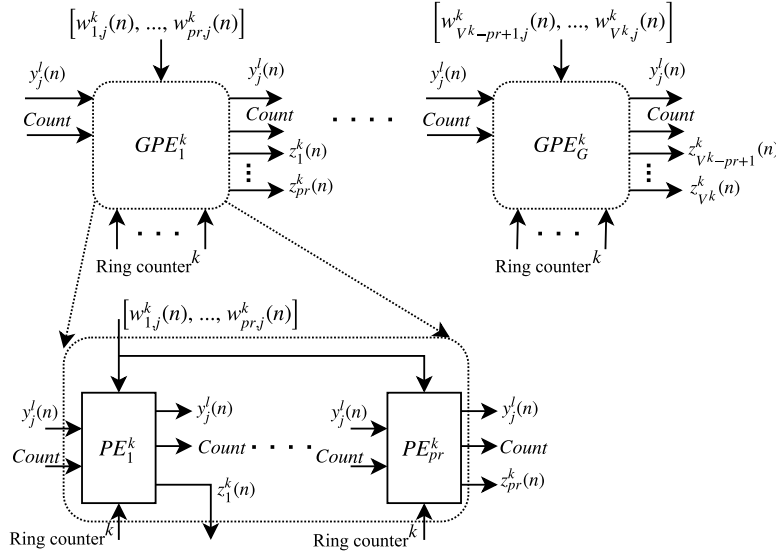 [w^k_{1,j}(n), ..., w^k_{pr,j}(n)]
[w^k_{V^k-pr+1,j}(n), ..., w^k_{V^k,j}(n)]
y^l_j(n)
Count
GPE^k_1
y^l_j(n)
Count
z^k_1(n)
z^k_{pr}(n)
. . . .
y^l_j(n)
Count
GPE^k_G
y^l_j(n)
Count
z^k_{V^k-pr+1}(n)
z^k_{V^k}(n)
Ring counter^k
Ring counter^k
[w^k_{1,j}(n), ..., w^k_{pr,j}(n)]
y^l_j(n)
Count
PE^k_1
y^l_j(n)
Count
z^k_1(n)
. . . .
y^l_j(n)
Count
PE^k_{pr}
y^l_j(n)
Count
z^k_{pr}(n)
Ring counter^k
Ring counter^k